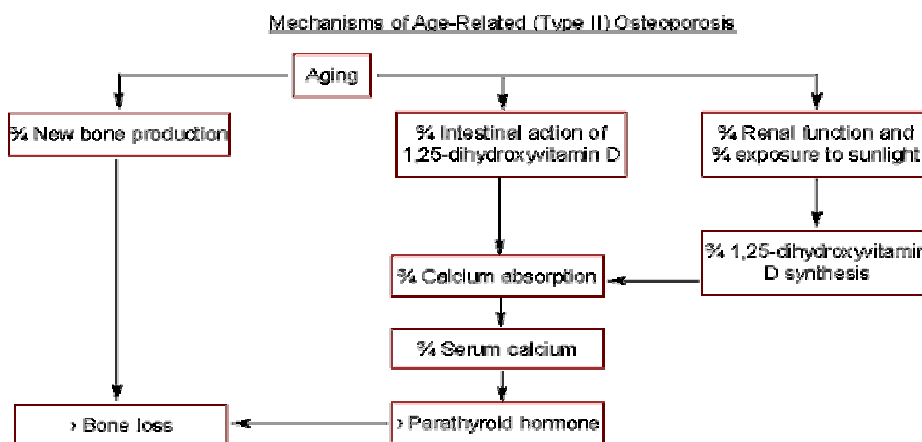 Mechanisms of Age-Related (Type II) Osteoporosis
Aging
¾ New bone production
¾ Intestinal action of
1,25-dihydroxyvitamin D
¾ Renal function and
¾ exposure to sunlight
¾ 1,25-dihydroxyvitamin
D synthesis
¾ Calcium absorption
¾ Serum calcium
› Bone loss
› Parathyroid hormone